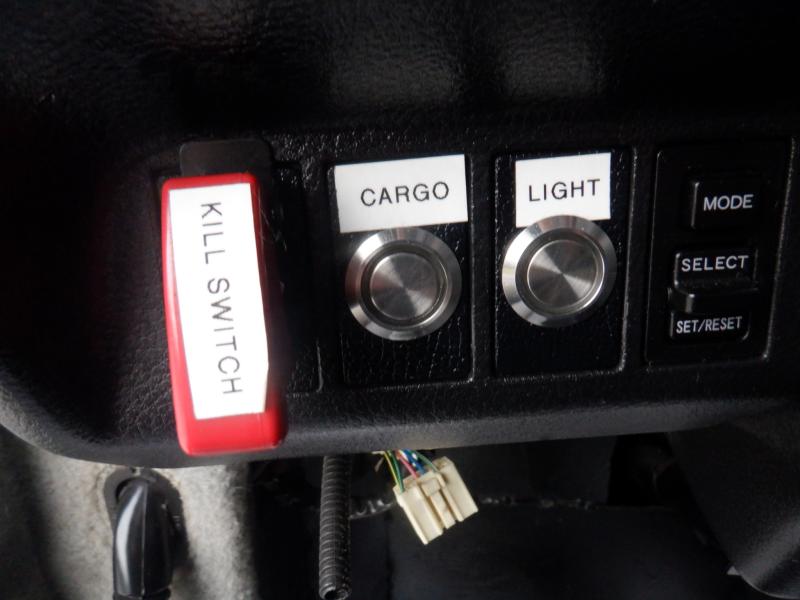 KILL SWITCH
CARGO
LIGHT
MODE
SELECT
SET/RESET